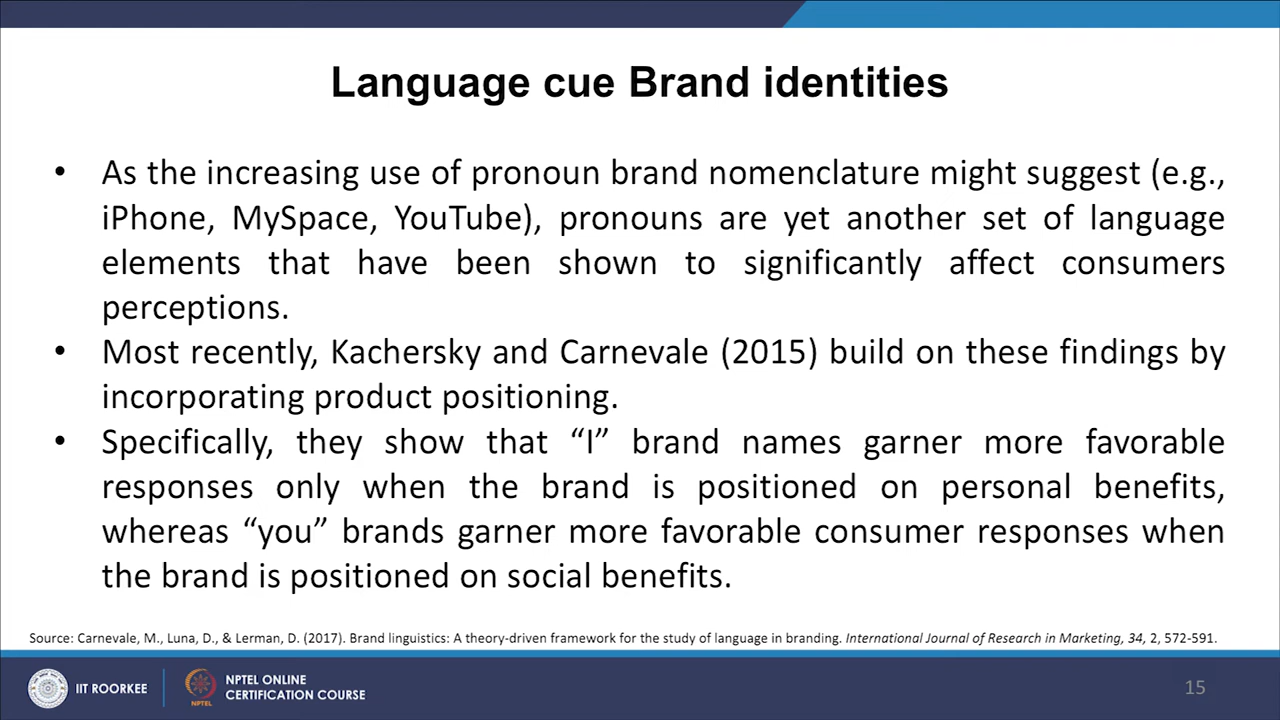 Language cue Brand identities
• As the increasing use of pronoun brand nomenclature might suggest (e.g.,
iPhone, MySpace, YouTube), pronouns are yet another set of language
elements that have been shown to significantly affect consumers
perceptions.
• Most recently, Kachersky and Carnevale (2015) build on these findings by
incorporating product positioning.
• Specifically, they show that “I” brand names garner more favorable
responses only when the brand is positioned on personal benefits,
whereas “you” brands garner more favorable consumer responses when
the brand is positioned on social benefits.
Source: Carnevale, M., Luna, D., & Lerman, D. (2017). Brand linguistics: A theory-driven framework for the study of language in branding. International Journal of Research in Marketing, 34, 2, 572-591.
IIT ROORKEE
NPTEL
NPTEL ONLINE
CERTIFICATION COURSE
15